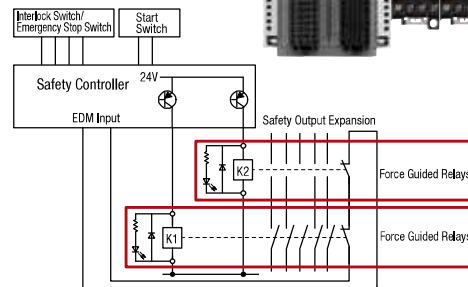 Interlock Switch/
Emergency Stop Switch
Start
Switch
Safety Controller
24V
EDM Input
Safety Output Expansion
K2
Force Guided Relays
K1
Force Guided Relays